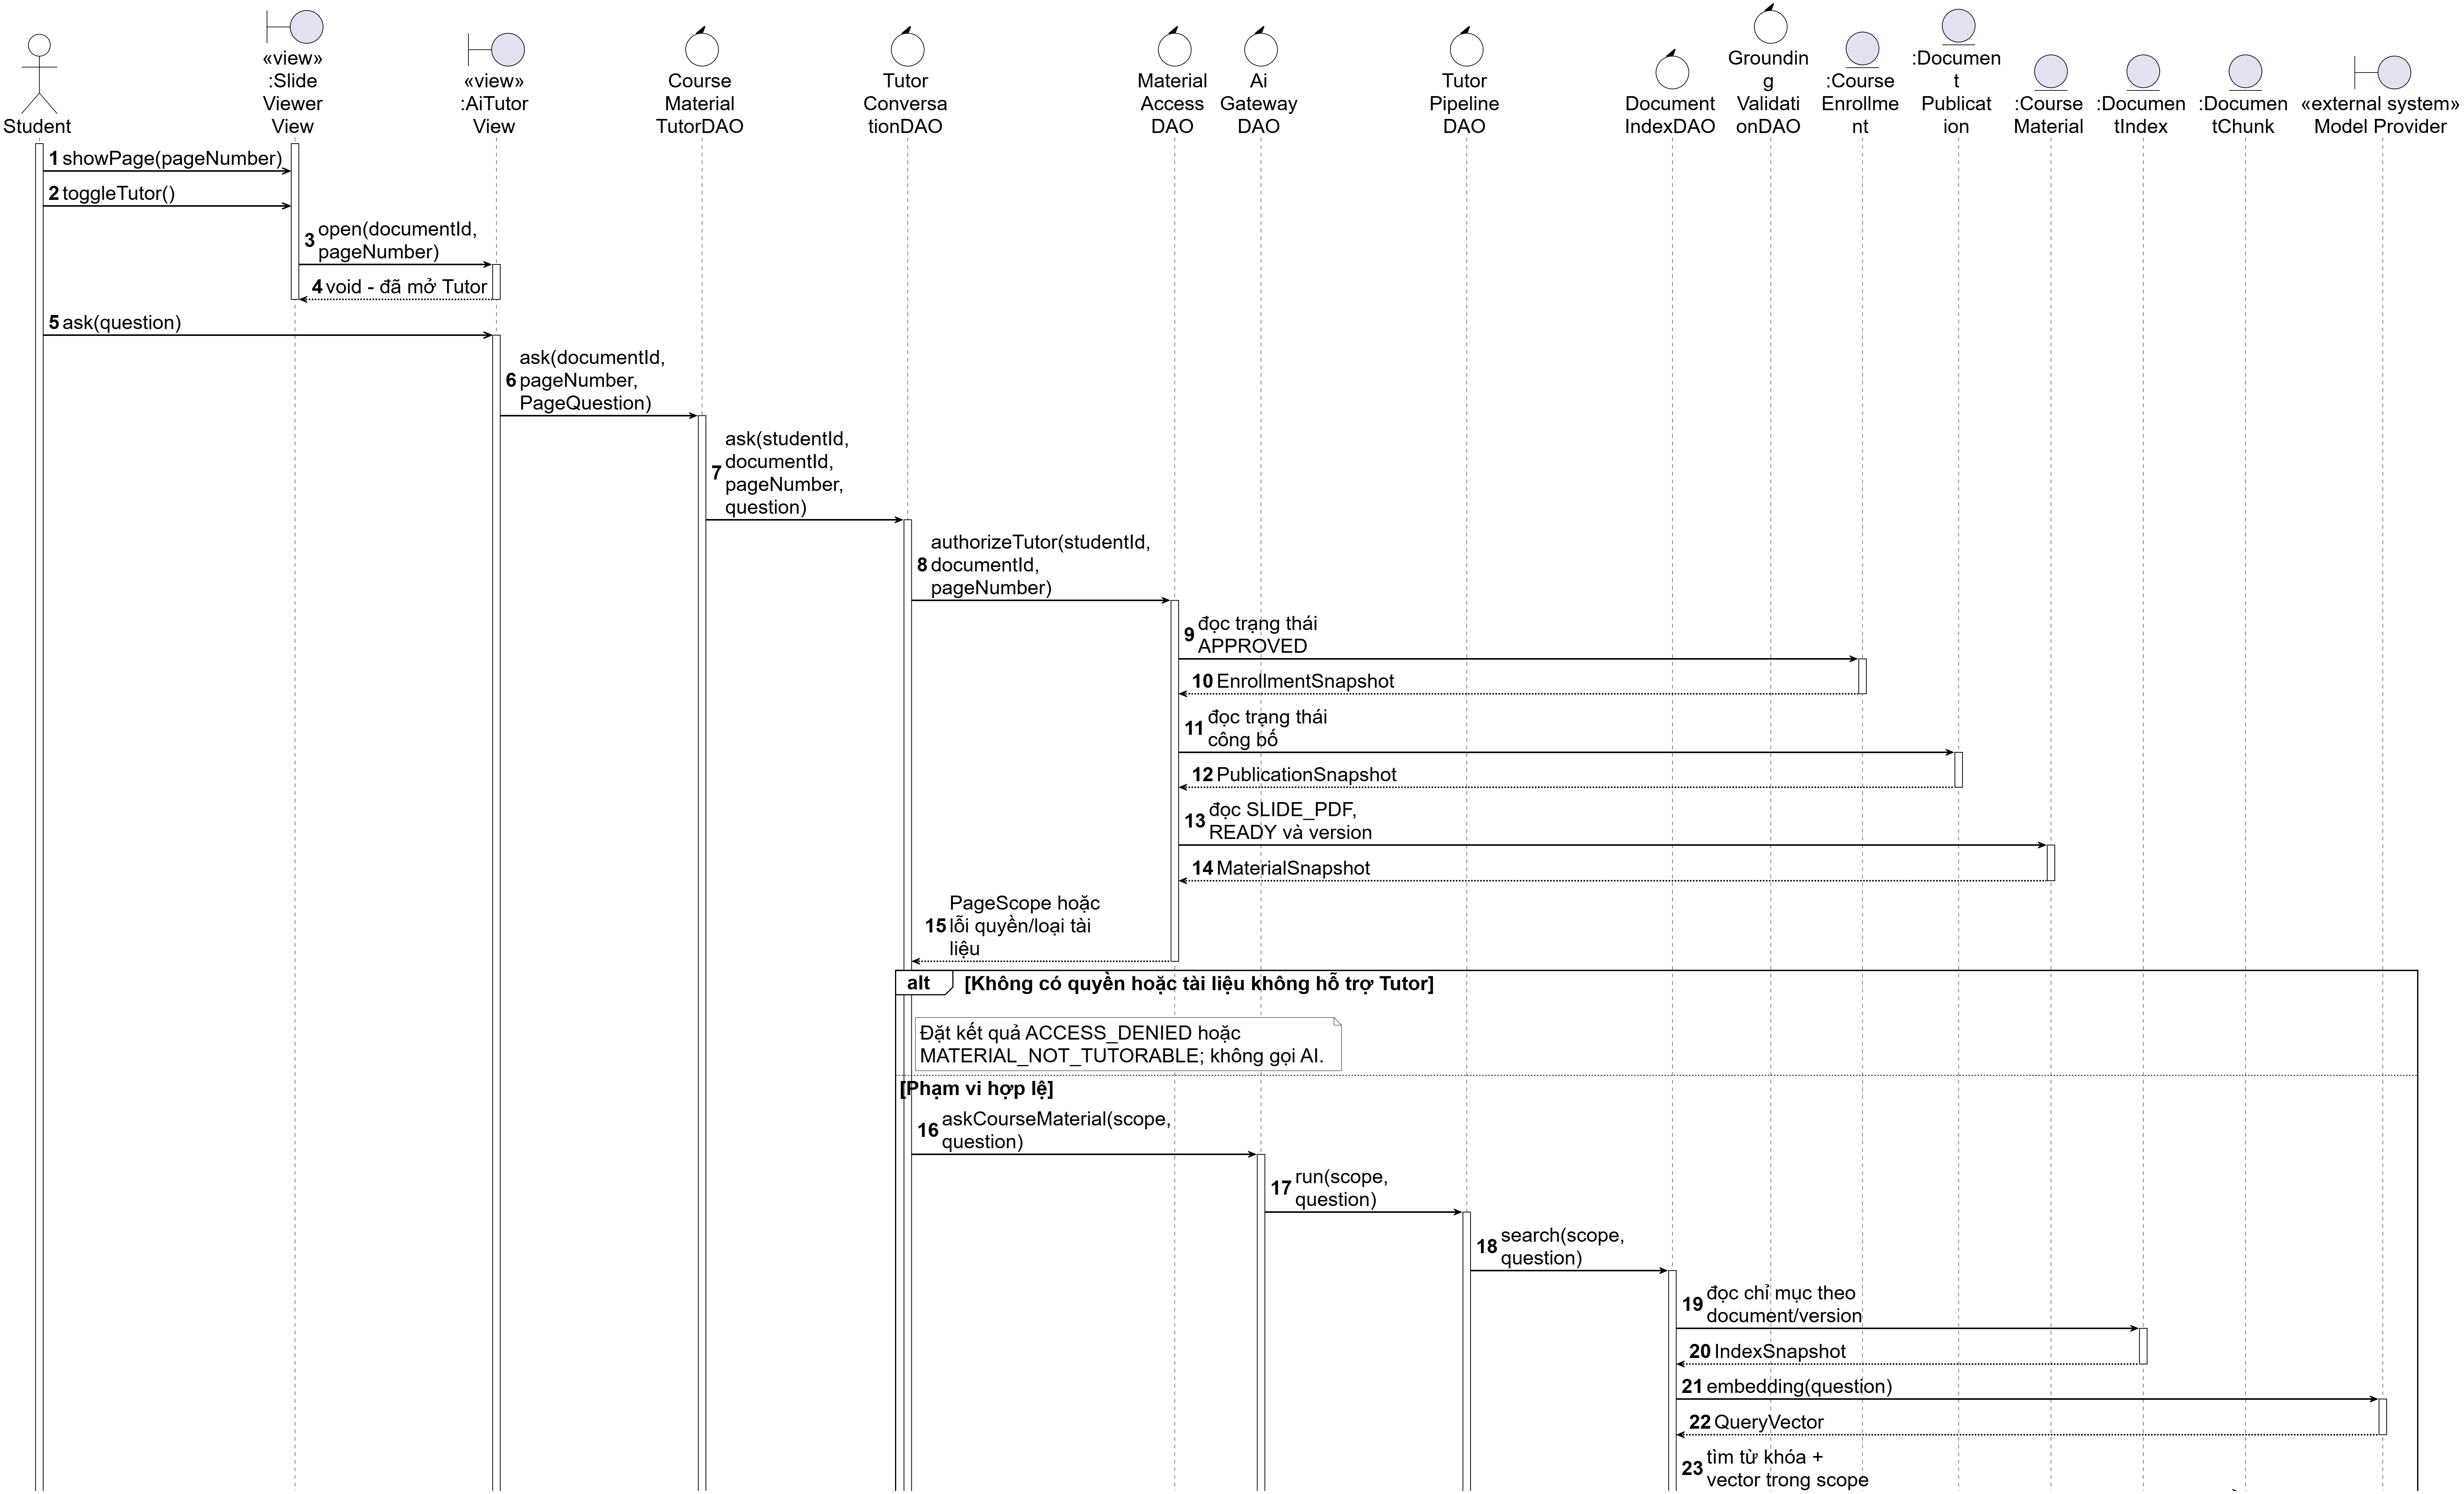 Student
«view»
:Slide
Viewer
View
«view»
:AiTutor
View
Course
Material
TutorDAO
Tutor
Conversa
tionDAO
Material
Access
DAO
Ai
Gateway
DAO
Tutor
Pipeline
DAO
Document
IndexDAO
Groundin
g
Validati
onDAO
:Course
Enrollme
nt
:Documen
t
Publicat
ion
:Course
Material
:Documen
tIndex
:Documen
tChunk
«external system»
Model Provider
1 showPage(pageNumber)
2 toggleTutor()
3 open(documentId,
pageNumber)
4 void - đã mở Tutor
5 ask(question)
6 ask(documentId,
pageNumber,
PageQuestion)
7 ask(studentId,
documentId,
pageNumber,
question)
8 authorizeTutor(studentId,
documentId,
pageNumber)
9 đọc trạng thái
APPROVED
10 EnrollmentSnapshot
11 đọc trạng thái
công bố
12 PublicationSnapshot
13 đọc SLIDE_PDF,
READY và version
14 MaterialSnapshot
15 PageScope hoặc
lỗi quyền/loại tài
liệu
alt [Không có quyền hoặc tài liệu không hỗ trợ Tutor]
Đặt kết quả ACCESS_DENIED hoặc
MATERIAL_NOT_TUTORABLE; không gọi AI.
[Phạm vi hợp lệ]
16 askCourseMaterial(scope,
question)
17 run(scope,
question)
18 search(scope,
question)
19 đọc chỉ mục theo
document/version
20 IndexSnapshot
21 embedding(question)
22 QueryVector
23 tìm từ khóa +
vector trong scope